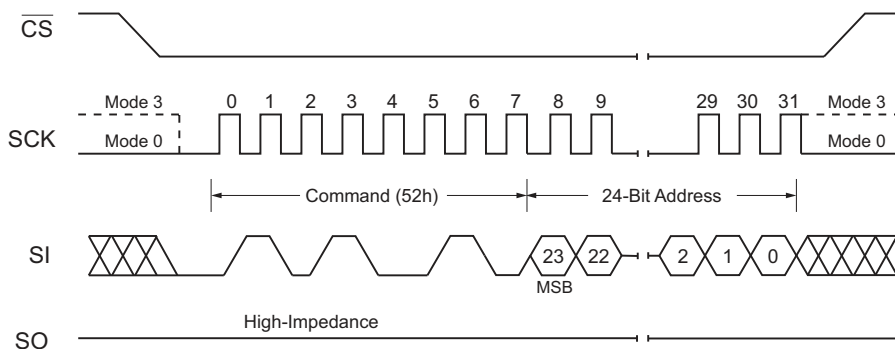 CS
Mode 3 0 1 2 3 4 5 6 7 8 9 29 30 31 Mode 3
SCK Mode 0 Mode 0
Command (52h) 24-Bit Address
SI 23 22 2 1 0
MSB
High-Impedance
SO